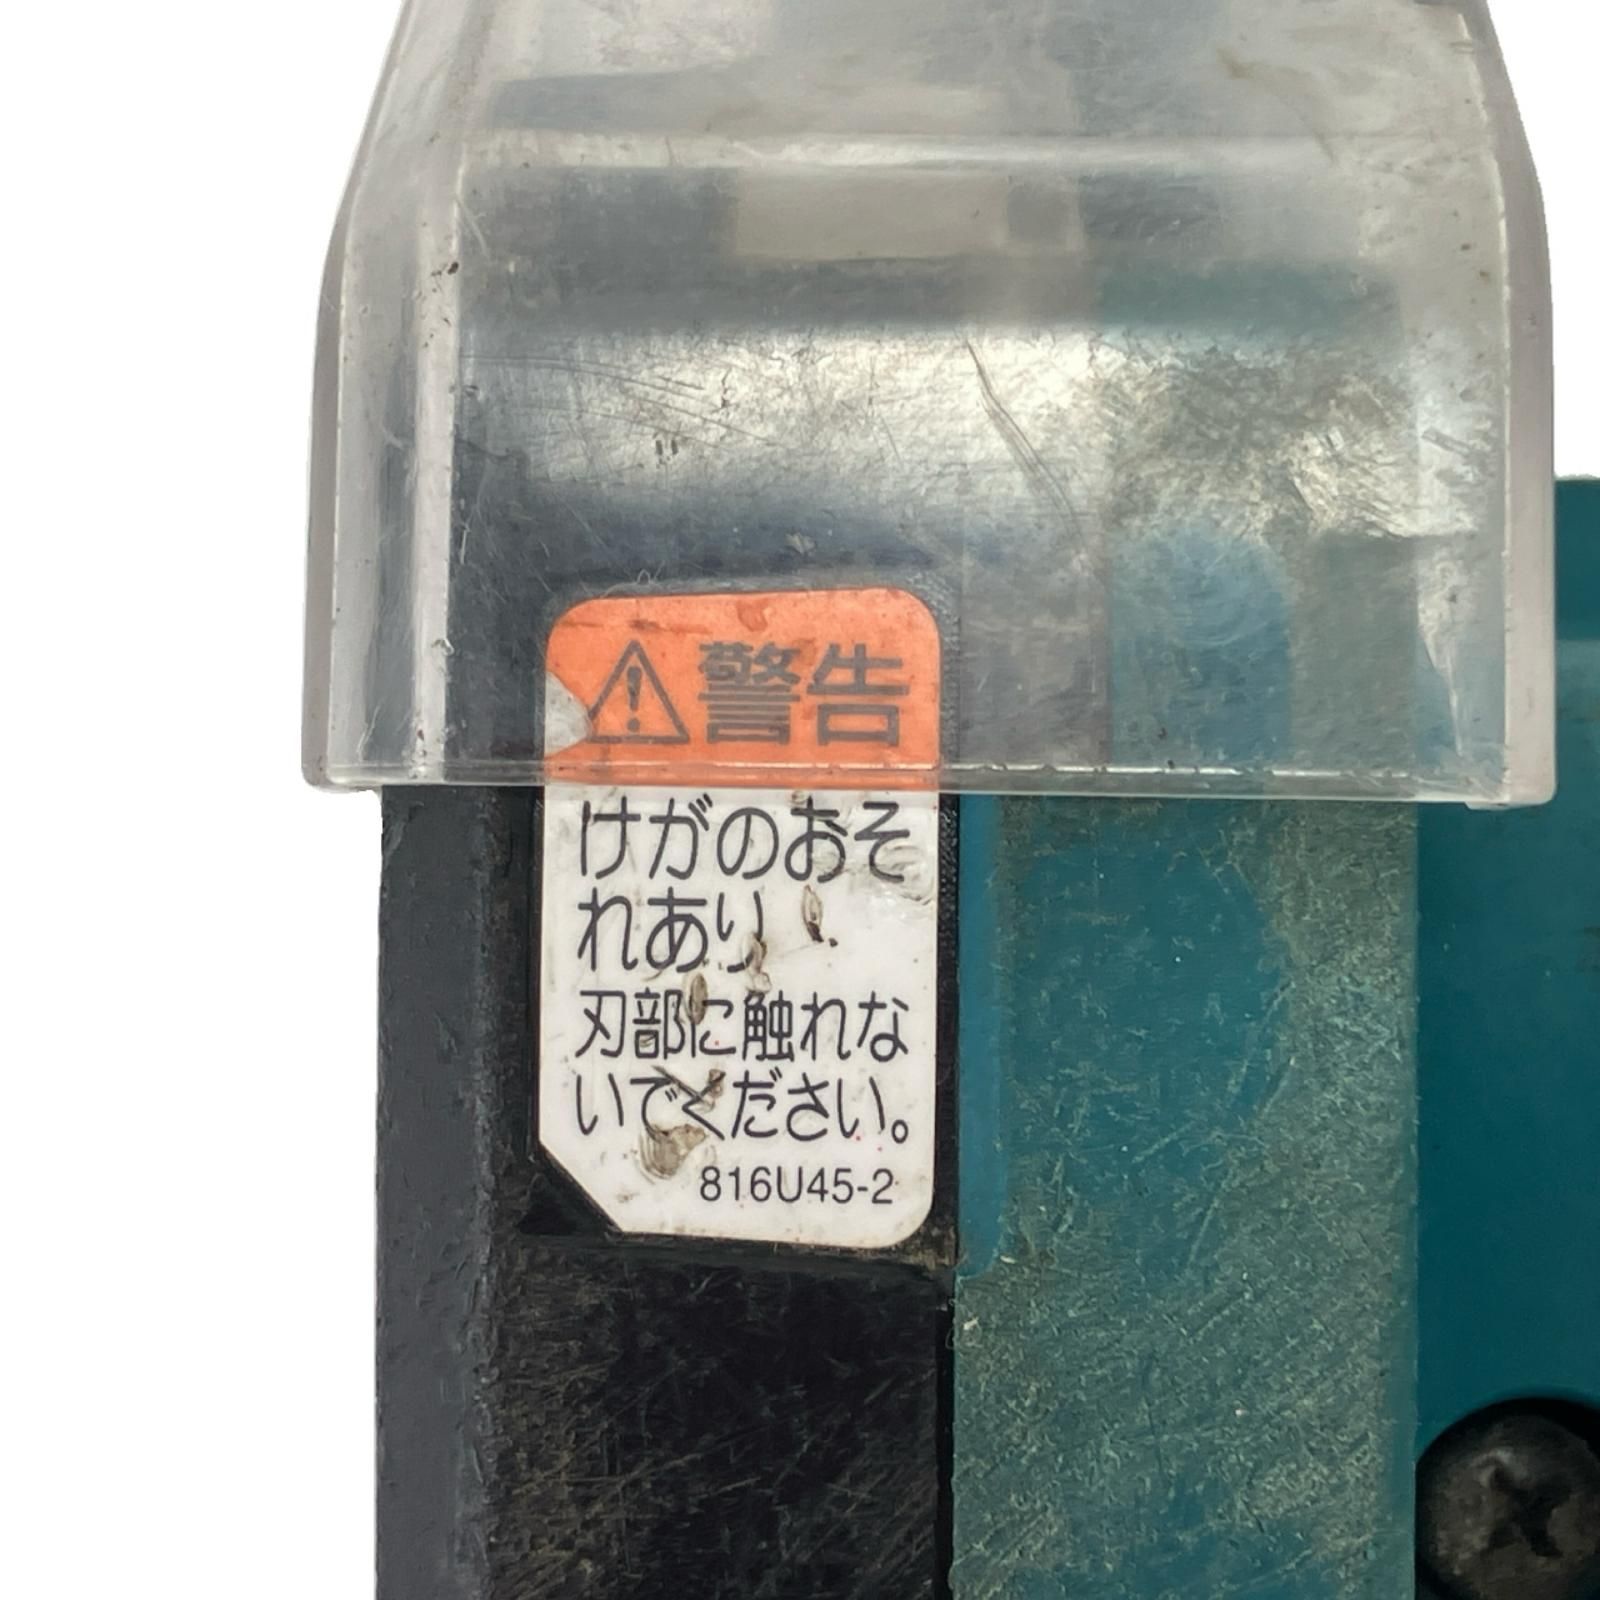 警告
けがのおそ
れあり
刃部に触れな
いでください。
816U45-2